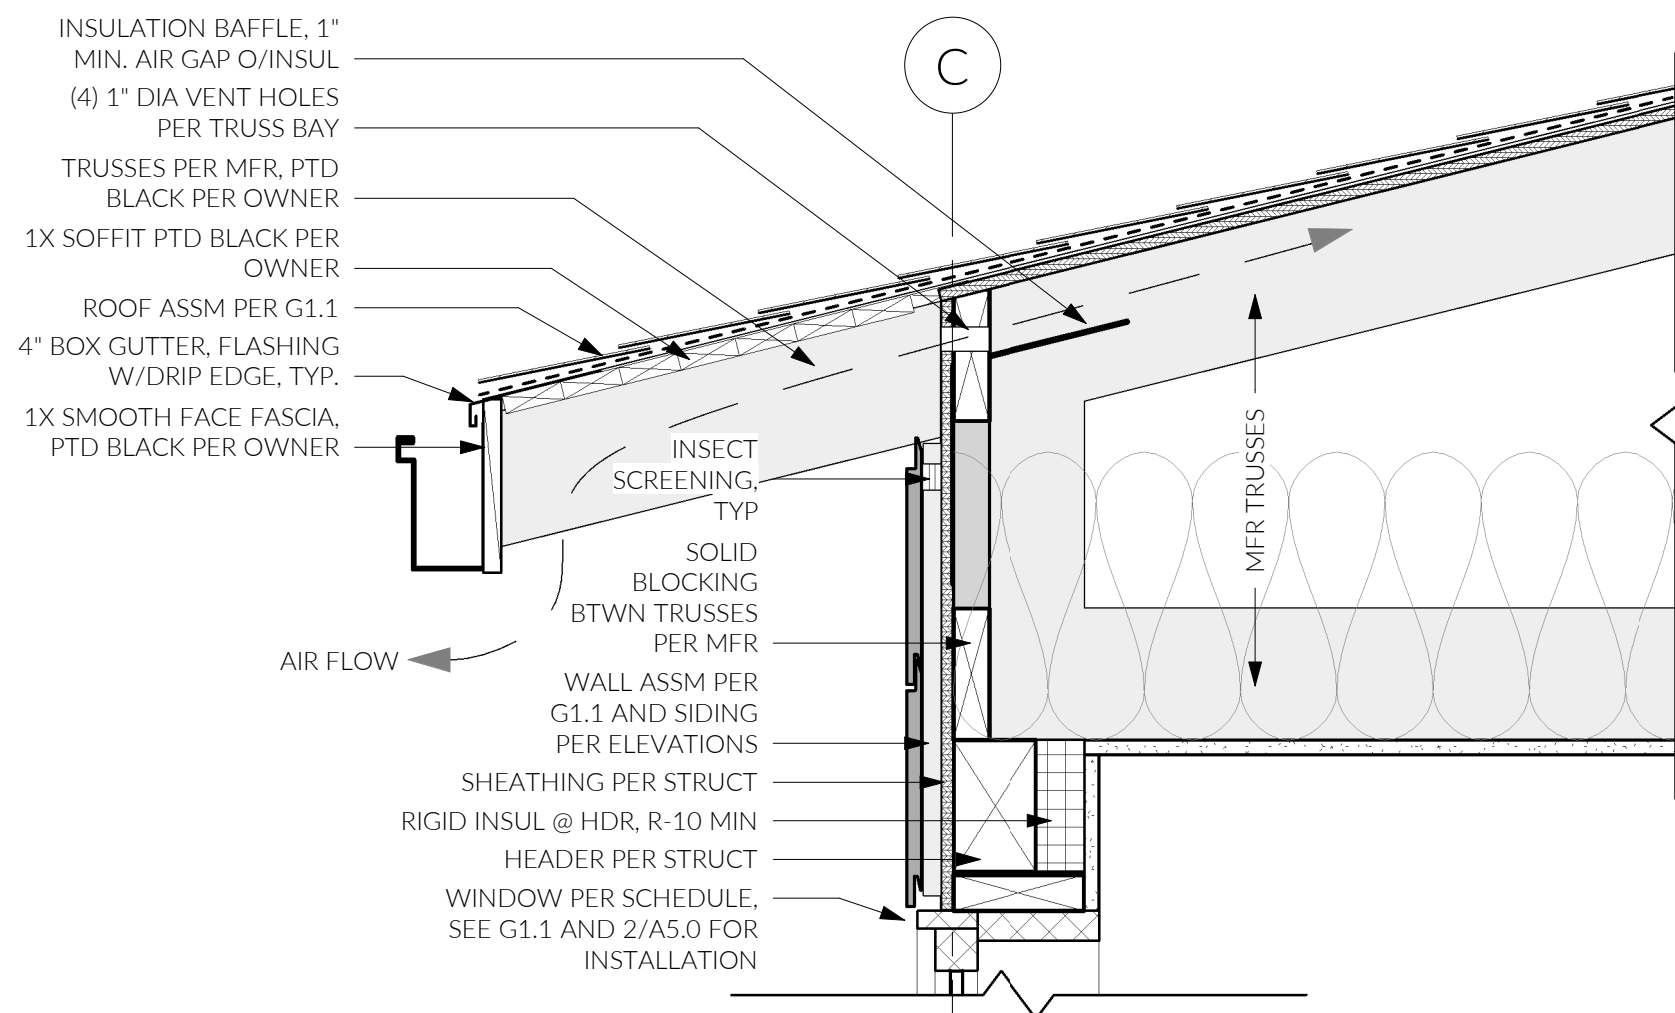 INSULATION BAFFLE, 1"
MIN. AIR GAP O/INSUL
(4) 1" DIA VENT HOLES
PER TRUSS BAY
TRUSSES PER MFR, PTD
BLACK PER OWNER
1X SOFFIT PTD BLACK PER
OWNER
ROOF ASSM PER G1.1
4" BOX GUTTER, FLASHING
W/DRIP EDGE, TYP.
1X SMOOTH FACE FASCIA,
PTD BLACK PER OWNER
C
INSECT
SCREENING,
TYP
SOLID
BLOCKING
BTWN TRUSSES
PER MFR
AIR FLOW
WALL ASSM PER
G1.1 AND SIDING
PER ELEVATIONS
SHEATHING PER STRUCT
RIGID INSUL @ HDR, R-10 MIN
HEADER PER STRUCT
WINDOW PER SCHEDULE,
SEE G1.1 AND 2/A5.0 FOR
INSTALLATION
MFR TRUSSES